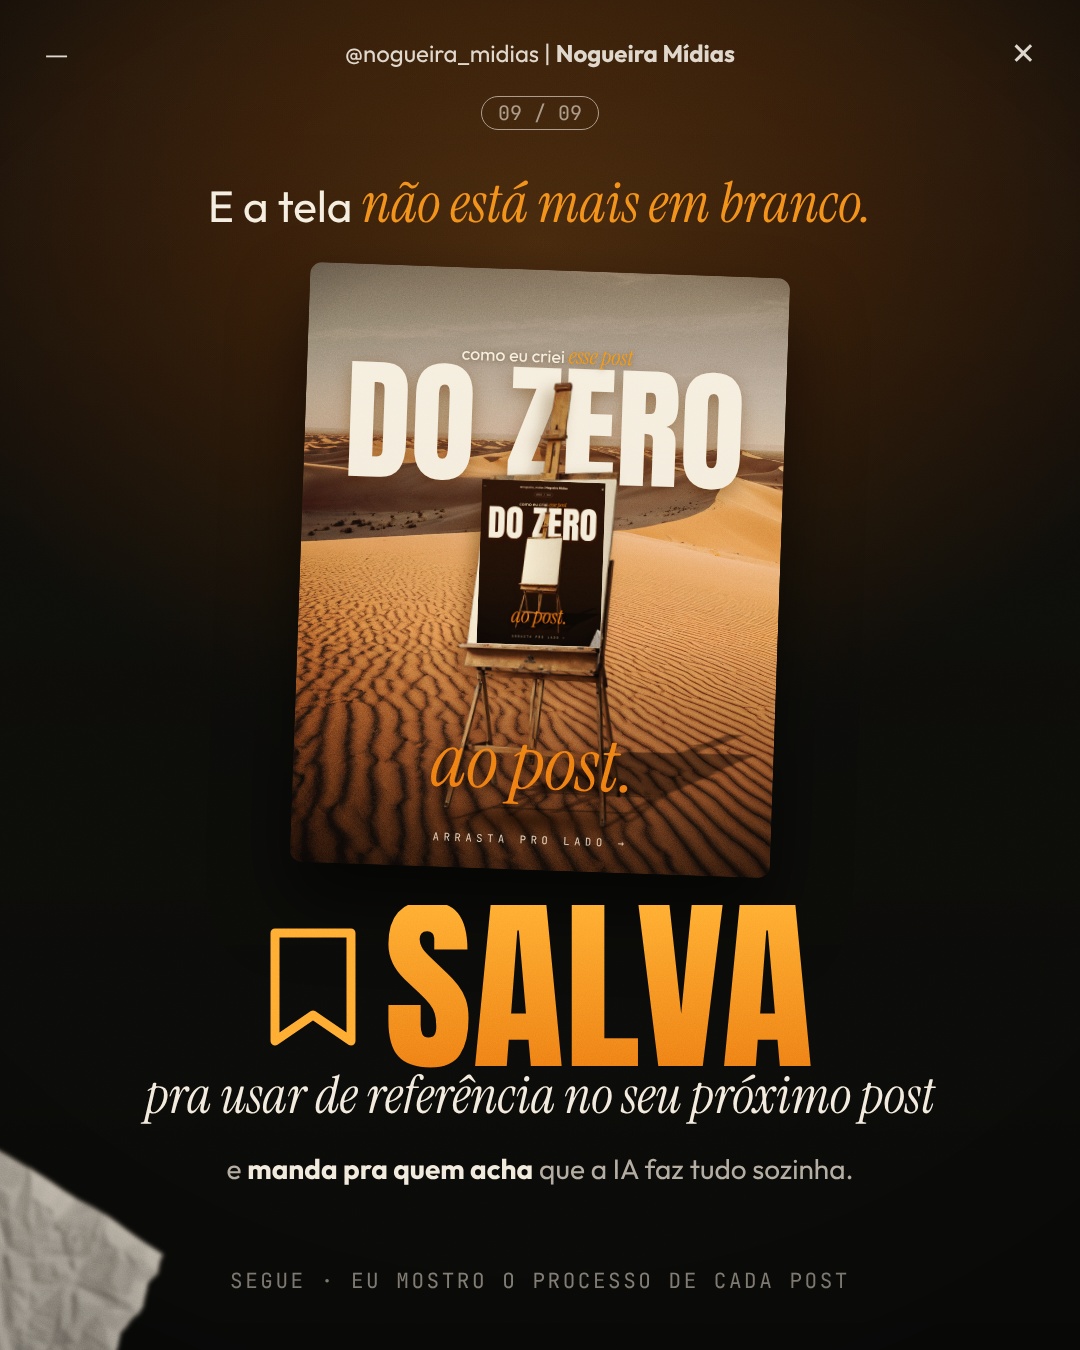 — @nogueira_midias | Nogueira Mídias ✕
09 / 09
E a tela não está mais em branco.
como eu criei esse post
DO ZERO
DO ZERO
ao post.
ao post.
ARRASTA PRO LADO →
SALVA
pra usar de referência no seu próximo post
e manda pra quem acha que a IA faz tudo sozinha.
SEGUE · EU MOSTRO O PROCESSO DE CADA POST